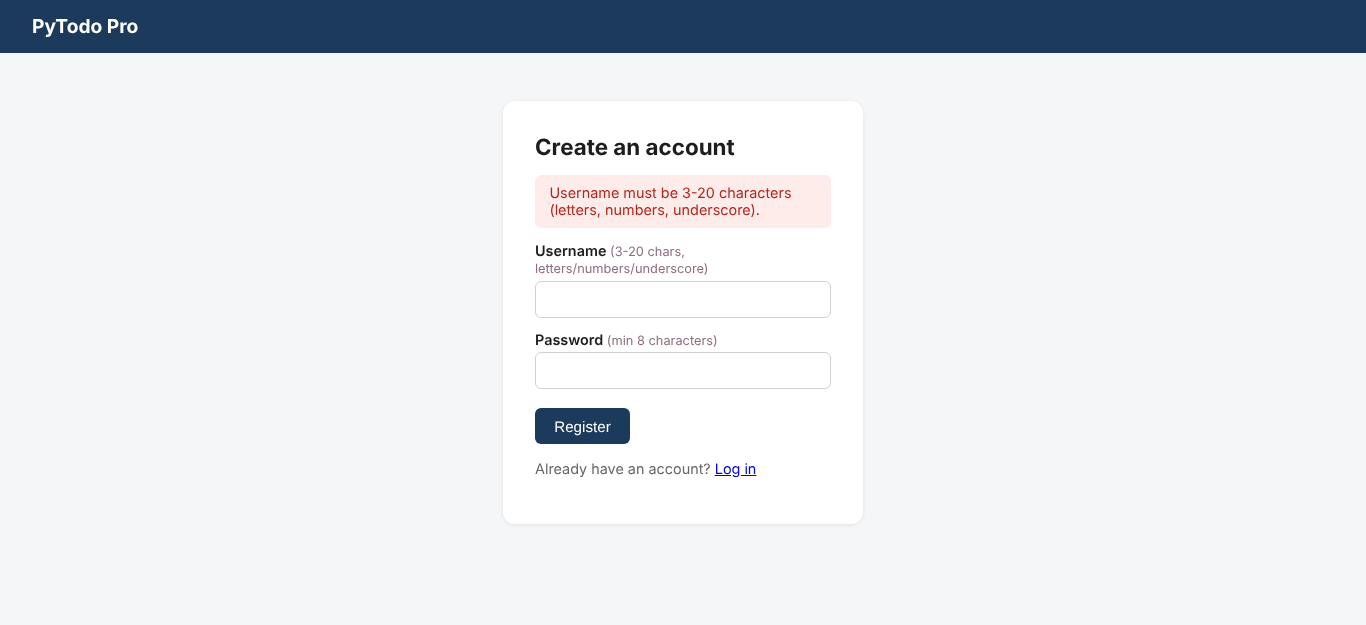 PyTodo Pro
Create an account
Username must be 3-20 characters
(letters, numbers, underscore).
Username (3-20 chars,
letters/numbers/underscore)
Password (min 8 characters)
Register
Already have an account? Log in